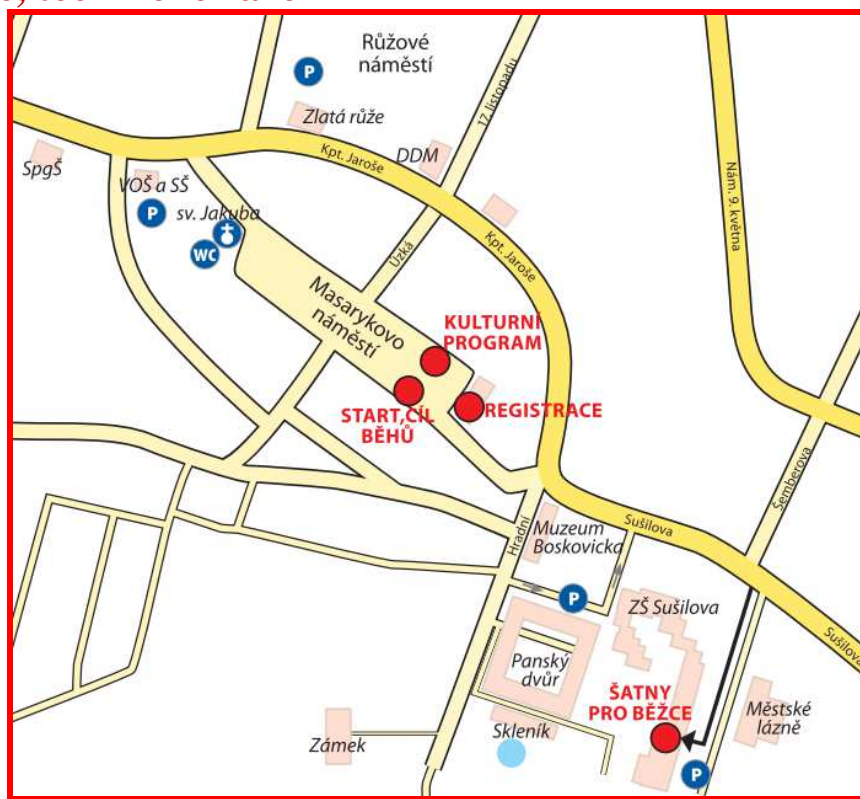 Růžové
náměstí
P
Zlatá růže
17. listopadu
Kpt. Jaroše
DDM
SpgŠ
VOŠ a SŠ
P
sv. Jakuba
WC
Nám. 9. května
Kpt. Jaroše
Úzká
Masarykovo
náměstí
KULTURNÍ
PROGRAM
START,CÍL
BĚHŮ
REGISTRACE
Šemberova
Hradní
Muzeum
Boskovicka
Sušilova
P
ZŠ Sušilova
Sušilova
Panský
dvůr
ŠATNY
PRO BĚŽCE
Městské
lázně
Zámek
Skleník
P